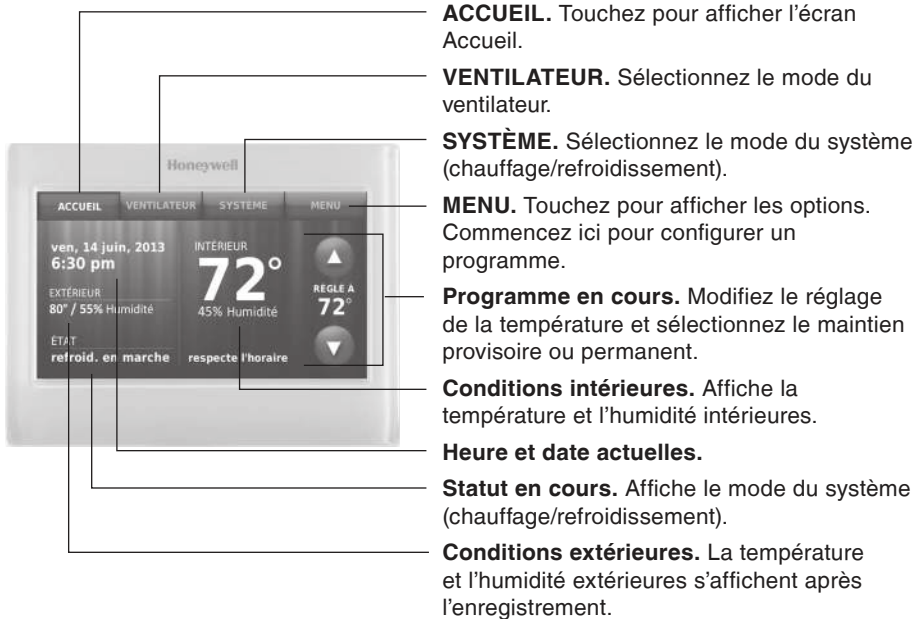 ACCUEIL. Touchez pour afficher l'écran
Accueil.
VENTILATEUR. Sélectionnez le mode du
ventilateur.
SYSTÈME. Sélectionnez le mode du système
(chauffage/refroidissement).
MENU. Touchez pour afficher les options.
Commencez ici pour configurer un
programme.
Programme en cours. Modifiez le réglage
de la température et sélectionnez le maintien
provisoire ou permanent.
Conditions intérieures. Affiche la
température et l'humidité intérieures.
Heure et date actuelles.
Statut en cours. Affiche le mode du système
(chauffage/refroidissement).
Conditions extérieures. La température
et l'humidité extérieures s'affichent après
l'enregistrement.
Honeywell
ACCUEIL VENTILATEUR SYSTÈME MENU
ven, 14 juin, 2013
6:30 pm
EXTÉRIEUR
80° / 55% Humidité
ÉTAT
refroid. en marche
INTÉRIEUR
72°
45% Humidité
respecte l'horaire
RÉGLÉ À
72°